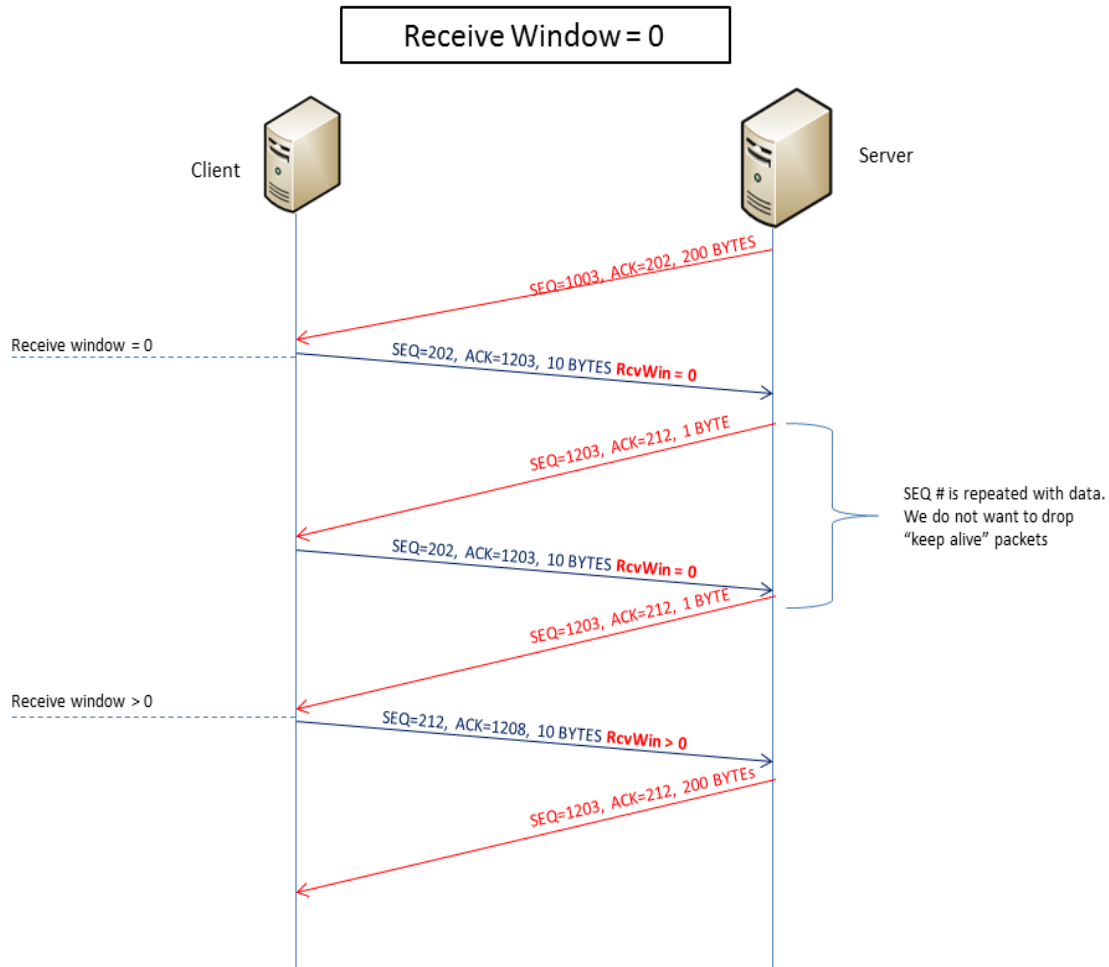 Receive Window = 0
Client
Server
SEQ=1003, ACK=202, 200 BYTES
Receive window = 0
SEQ=202, ACK=1203, 10 BYTES RcvWin = 0
SEQ=1203, ACK=212, 1 BYTE
SEQ # is repeated with data.
We do not want to drop
“keep alive” packets
SEQ=202, ACK=1203, 10 BYTES RcvWin = 0
SEQ=1203, ACK=212, 1 BYTE
Receive window > 0
SEQ=212, ACK=1208, 10 BYTES RcvWin > 0
SEQ=1203, ACK=212, 200 BYTEs